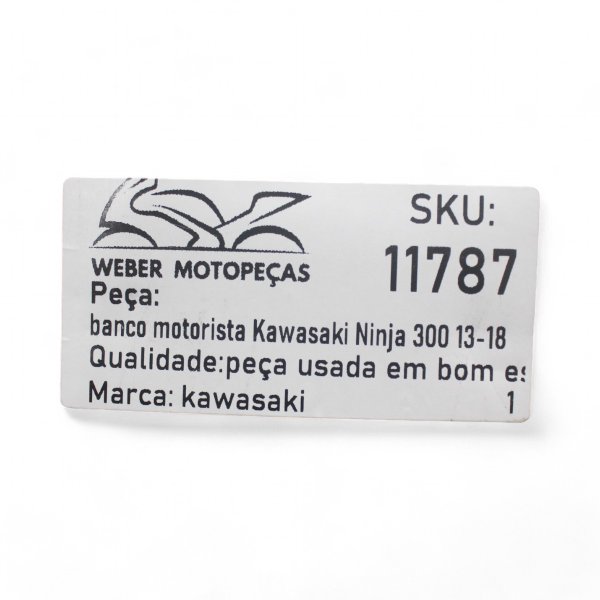 SKU:
11787
WEBER MOTOPEÇAS
Peça:
banco motorista Kawasaki Ninja 300 13-18
Qualidade:peça usada em bom
Marca: kawasaki
1